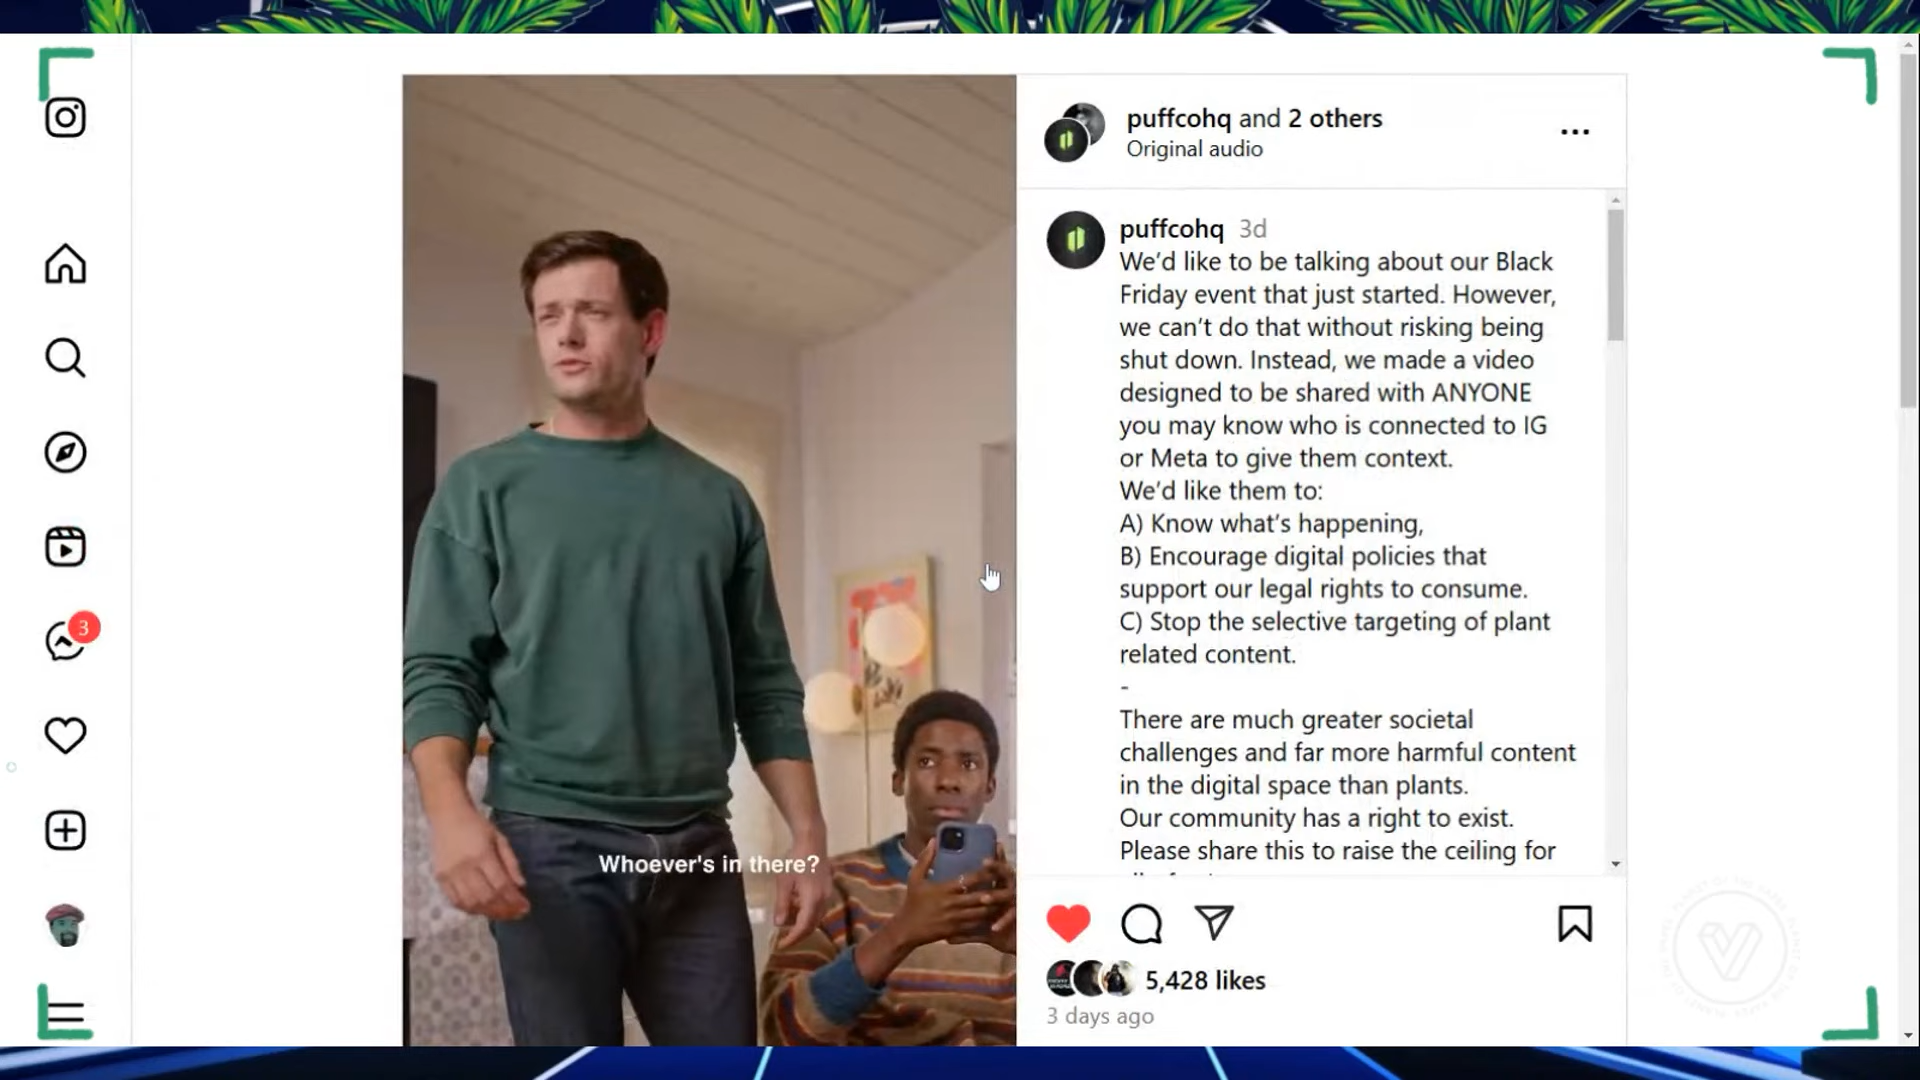 puffcohq and 2 others
Original audio
puffcohq 3d
We’d like to be talking about our Black
Friday event that just started. However,
we can’t do that without risking being
shut down. Instead, we made a video
designed to be shared with ANYONE
you may know who is connected to IG
or Meta to give them context.
We’d like them to:
A) Know what’s happening,
B) Encourage digital policies that
support our legal rights to consume.
C) Stop the selective targeting of plant
related content.
-
There are much greater societal
challenges and far more harmful content
in the digital space than plants.
Our community has a right to exist.
Please share this to raise the ceiling for
3
Whoever's in there?
5,428 likes
3 days ago